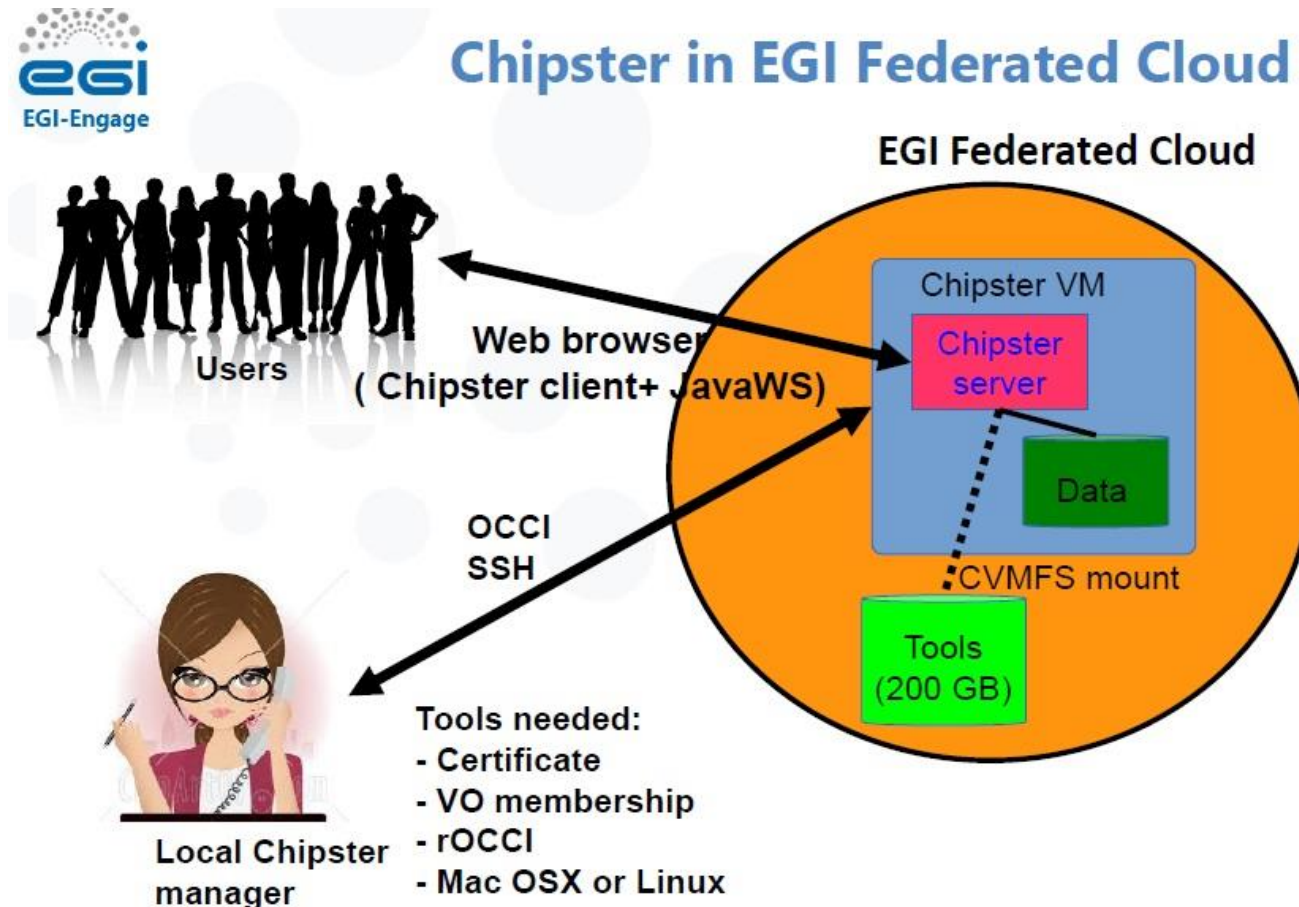 egi
EGI-Engage
Chipster in EGI Federated Cloud
EGI Federated Cloud
Chipster VM
Chipster
server
Data
CVMFS mount
Tools
(200 GB)
Users
Web browser
( Chipster client+ JavaWS)
OCCI
SSH
Tools needed:
- Certificate
- VO membership
- rOCCI
- Mac OSX or Linux
Local Chipster
manager